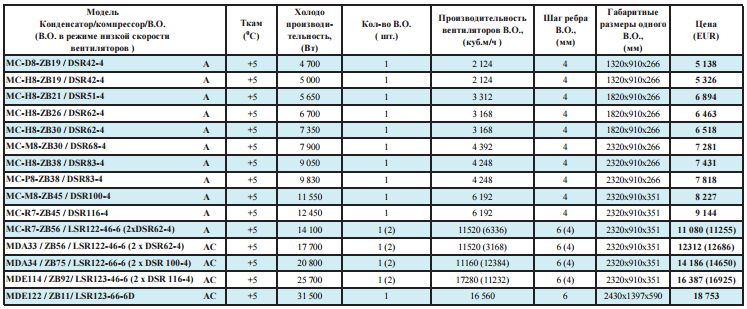 Модель Конденсатор/компрессор/В.О. (В.О. в режиме низкой скорости вентиляторов ) Ткам (⁰С) Холодо производи-тельность, (Вт) Кол-во В.О. ( шт.) Производительность вентиляторов В.О., (куб.м/ч ) Шаг ребра В.О., (мм) Габаритные размеры одного В.О., (мм) Цена (EUR)
MC-D8-ZB19 / DSR42-4 A +5 4 700 1 2 124 4 1320x910x266 5 138
MC-H8-ZB19 / DSR42-4 A +5 5 000 1 2 124 4 1320x910x266 5 326
MC-H8-ZB21 / DSR51-4 A +5 5 650 1 3 312 4 1820x910x266 6 894
MC-H8-ZB26 / DSR62-4 A +5 6 700 1 3 168 4 1820x910x266 6 463
MC-H8-ZB30 / DSR62-4 A +5 7 350 1 3 168 4 1820x910x266 6 518
MC-M8-ZB30 / DSR68-4 A +5 7 900 1 4 392 4 2320x910x266 7 281
MC-H8-ZB38 / DSR83-4 A +5 9 050 1 4 248 4 2320x910x266 7 431
MC-P8-ZB38 / DSR83-4 A +5 9 830 1 4 248 4 2320x910x266 7 818
MC-M8-ZB45 / DSR100-4 A +5 11 550 1 6 192 4 2320x910x351 8 227
MC-R7-ZB45 / DSR116-4 A +5 12 450 1 6 192 4 2320x910x351 9 144
MC-R7-ZB56 / LSR122-46-6 (2xDSR62-4) A +5 14 100 1 (2) 11520 (6336) 6 (4) 2320x910x351 11 080 (11255)
MDA33 / ZB56 / LSR122-46-6 (2 x DSR62-4) AC +5 17 700 1 (2) 11520 (3168) 6 (4) 2320x910x351 12312 (12686)
MDA34 / ZB75 / LSR122-66-6 (2 x DSR 100-4) AC +5 20 800 1 (2) 11160 (12384) 6 (4) 2320x910x351 14 186 (14650)
MDE114 / ZB92/ LSR123-46-6 (2 x DSR 116-4) AC +5 25 700 1 (2) 17280 (11232) 6 (4) 2320x910x351 16 387 (16925)
MDE122 / ZB11/ LSR123-66-6D AC +5 31 500 1 16 560 6 2430x1397x590 18 753